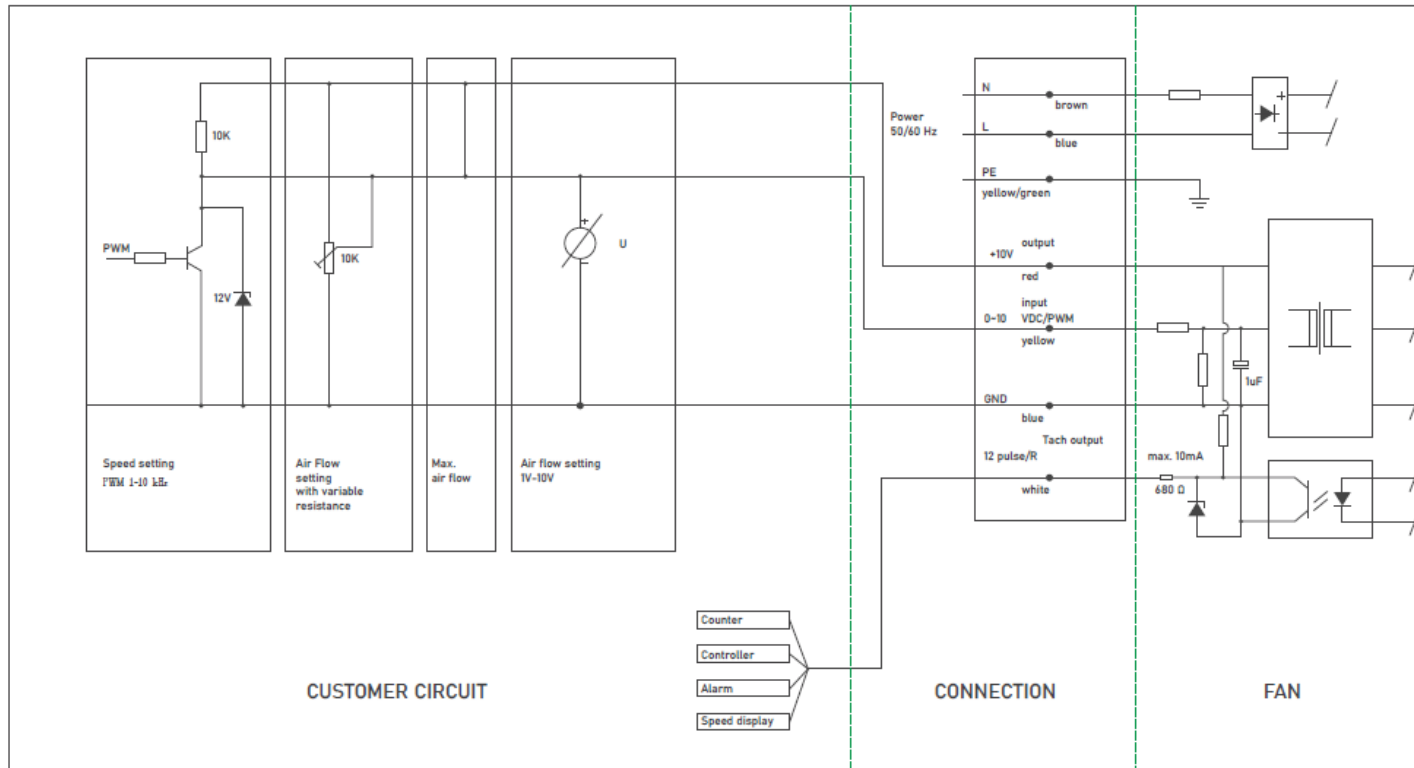 10K
PWM
12V
Speed setting
PWM 1-10 kHz
10K
Air Flow
setting
with variable
resistance
Max.
air flow
+
U
−
Air flow setting
1V-10V
Counter
Controller
Alarm
Speed display
CUSTOMER CIRCUIT
Power
50/60 Hz
N
brown
L
blue
PE
yellow/green
output
+10V
red
input
0~10 VDC/PWM
yellow
GND
blue
Tach output
12 pulse/R
white
CONNECTION
+
−
1uF
max. 10mA
680 Ω
FAN